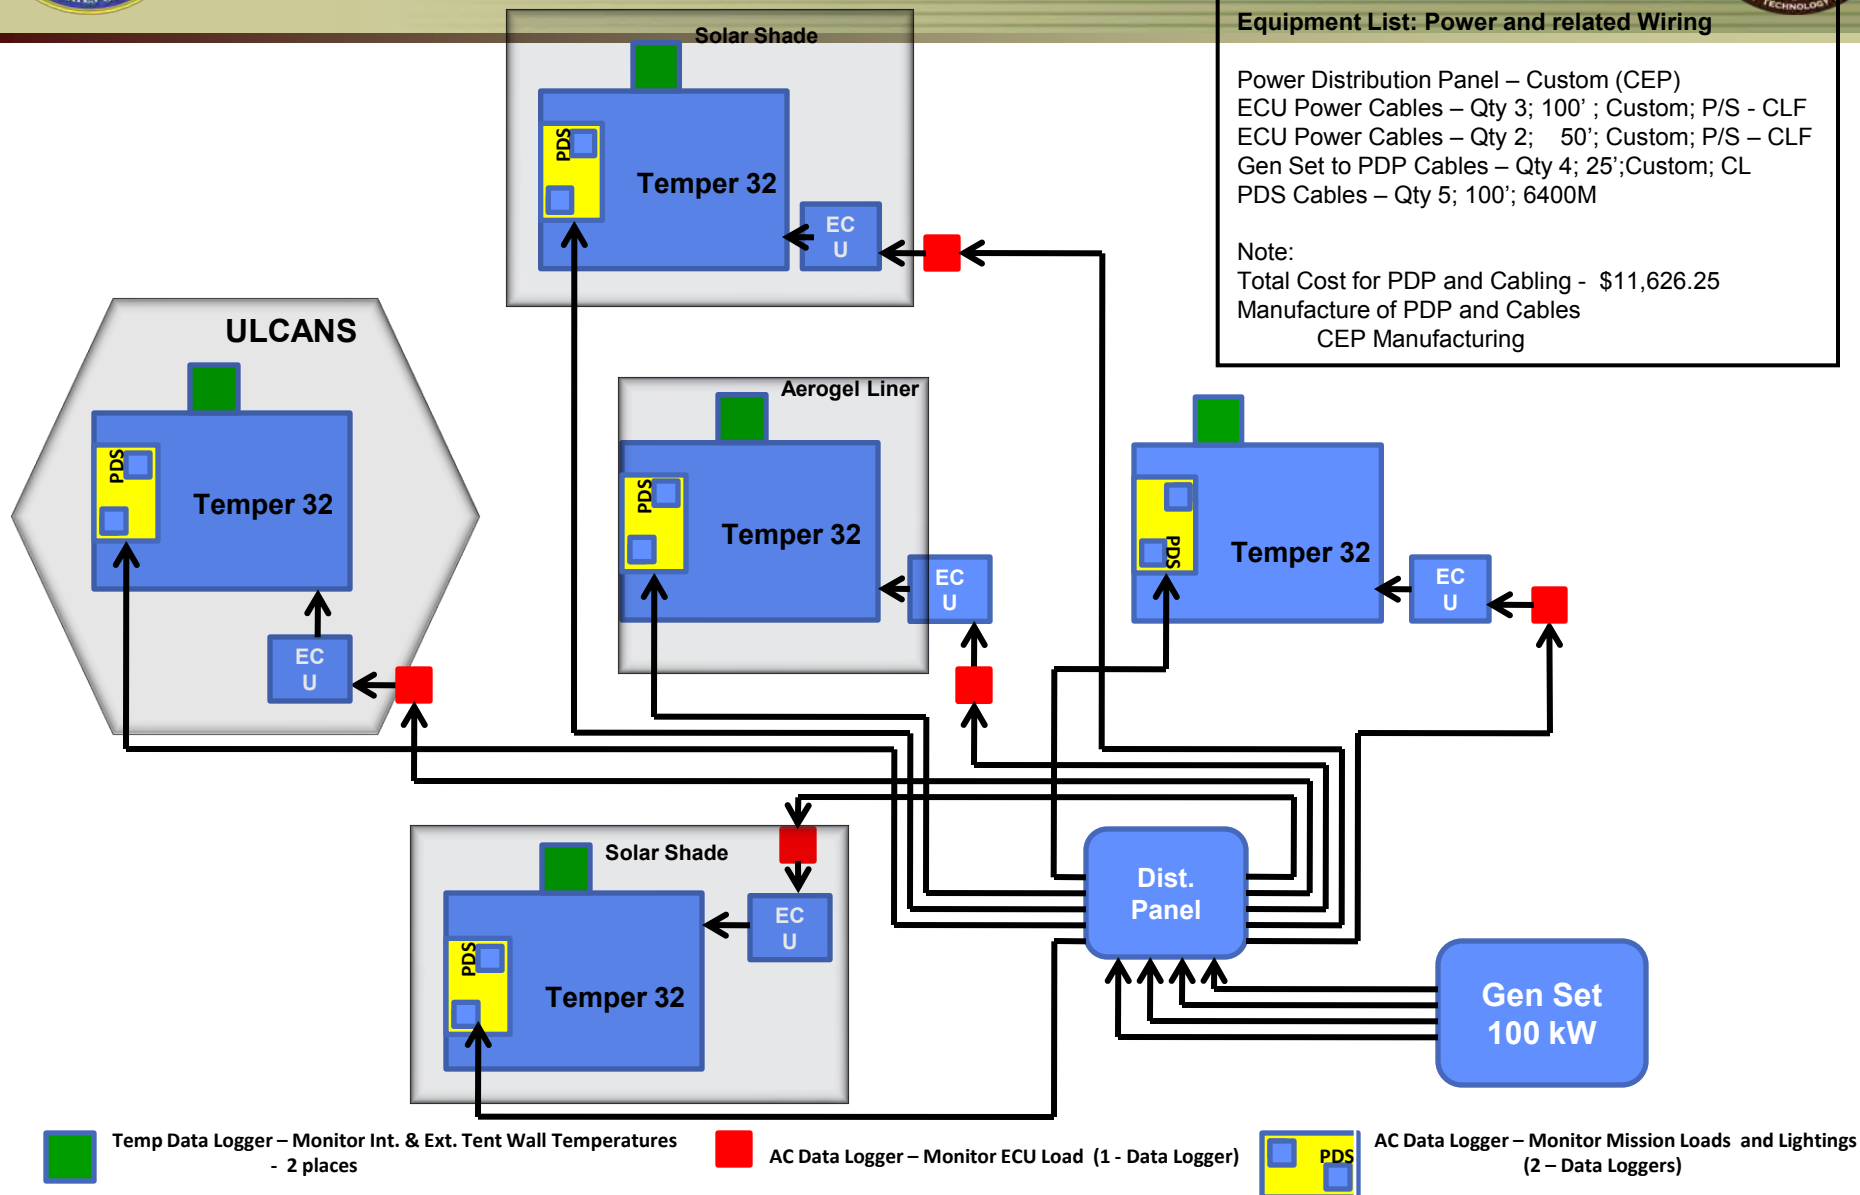 TECHNOLOGY
Equipment List: Power and related Wiring
Power Distribution Panel – Custom (CEP)
ECU Power Cables – Qty 3; 100' ; Custom; P/S - CLF
ECU Power Cables – Qty 2; 50'; Custom; P/S – CLF
Gen Set to PDP Cables – Qty 4; 25';Custom; CL
PDS Cables – Qty 5; 100'; 6400M
Note:
Total Cost for PDP and Cabling - $11,626.25
Manufacture of PDP and Cables
CEP Manufacturing
Solar Shade
PDS
Temper 32
EC
U
ULCANS
PDS
Temper 32
EC
U
Aerogel Liner
PDS
Temper 32
EC
U
PDS
Temper 32
EC
U
Solar Shade
PDS
Temper 32
EC
U
Dist.
Panel
Gen Set
100 kW
Temp Data Logger – Monitor Int. & Ext. Tent Wall Temperatures
- 2 places
AC Data Logger – Monitor ECU Load (1 - Data Logger)
PDS
AC Data Logger – Monitor Mission Loads and Lightings
(2 – Data Loggers)